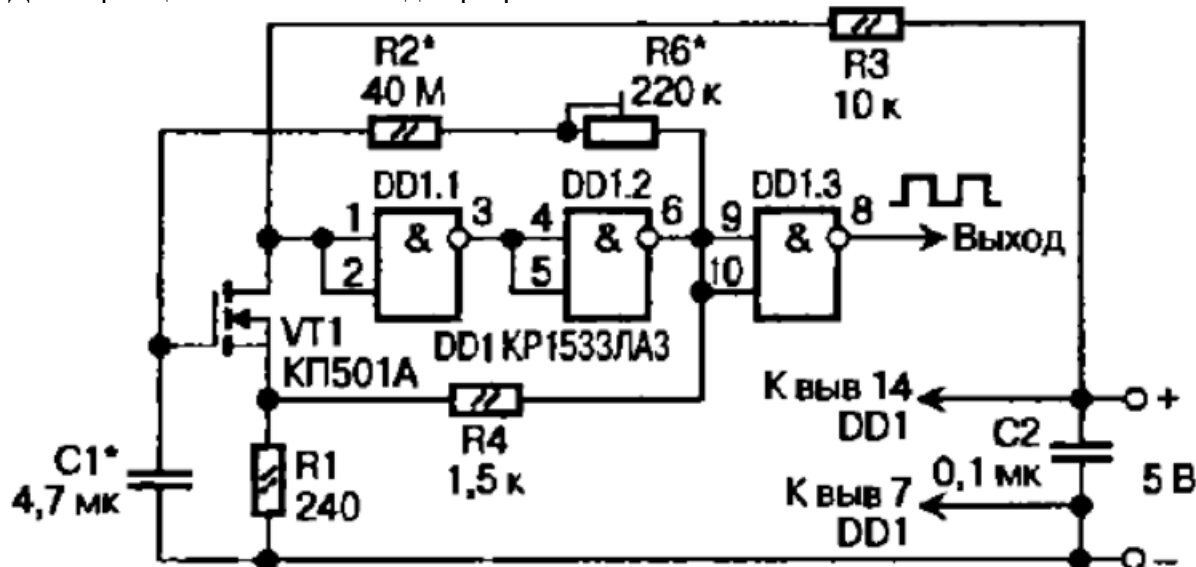 R2*
40 М
R6*
220 к
R3
10 к
DD1.1
DD1.2
DD1.3
1
2
&
3
4
5
&
6
9
10
&
8
Выход
VT1
КП501А
DD1 КР1533ЛА3
R4
1,5 к
C1*
4,7 мк
R1
240
К выв 14
DD1
C2
0,1 мк
К выв 7
DD1
+
5 В
–